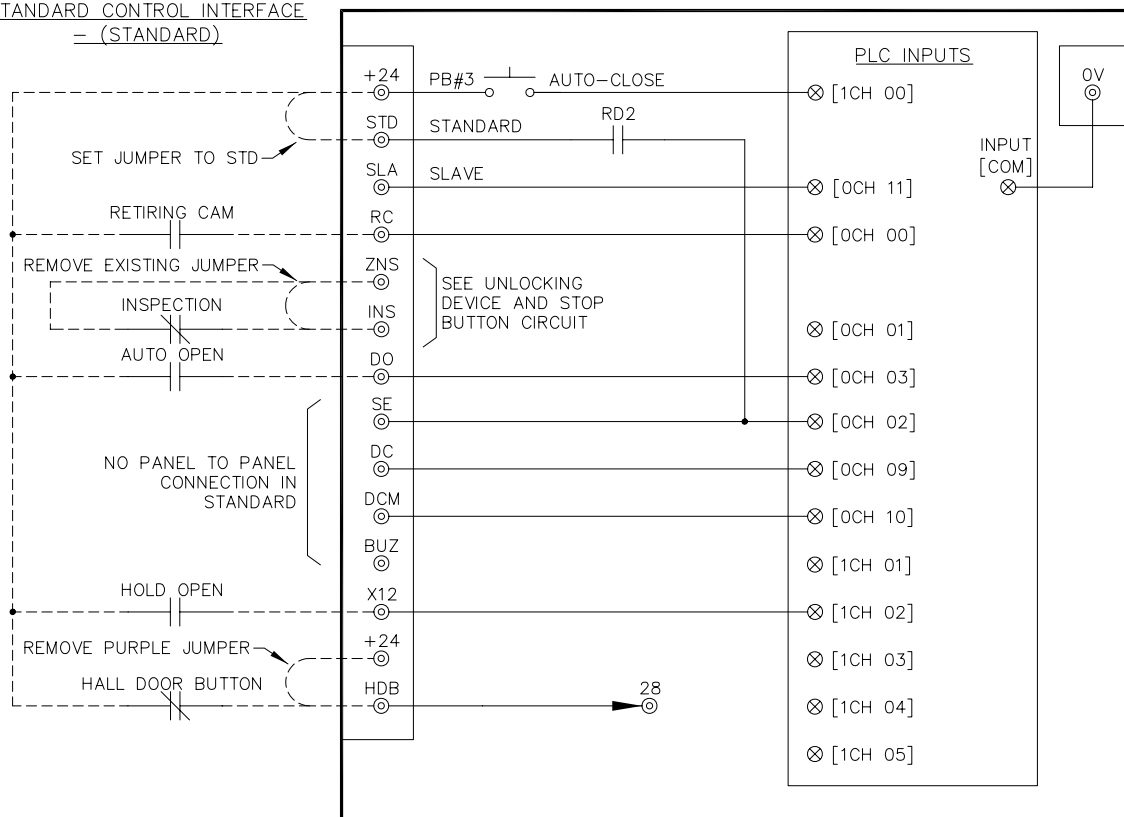 TANDARD CONTROL INTERFACE
- (STANDARD)
PLC INPUTS
+24
PB#3
AUTO-CLOSE
[1CH 00]
0V
STD
STANDARD
RD2
SET JUMPER TO STD
INPUT
[COM]
SLA
SLAVE
[0CH 11]
RETIRING CAM
RC
[0CH 00]
REMOVE EXISTING JUMPER
ZNS
SEE UNLOCKING
DEVICE AND STOP
BUTTON CIRCUIT
INSPECTION
INS
[0CH 01]
AUTO OPEN
DO
[0CH 03]
SE
[0CH 02]
NO PANEL TO PANEL
CONNECTION IN
STANDARD
DC
[0CH 09]
DCM
[0CH 10]
BUZ
[1CH 01]
HOLD OPEN
X12
[1CH 02]
REMOVE PURPLE JUMPER
+24
[1CH 03]
HALL DOOR BUTTON
HDB
28
[1CH 04]
[1CH 05]